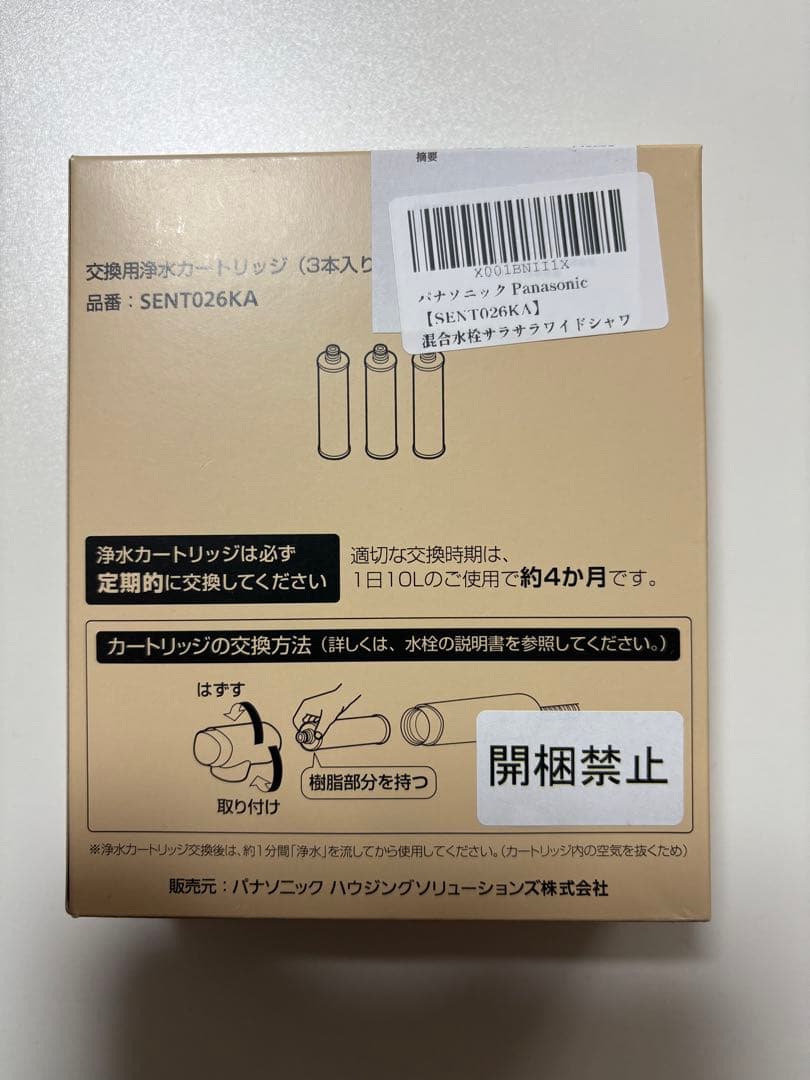 摘要
X001BNII1X
パナソニック Panasonic
【SENT026KA】
混合水栓サラサラワイドシャワ
交換用浄水カートリッジ（3本入り
品番：SENT026KA
浄水カートリッジは必ず
定期的に交換してください
適切な交換時期は、
1日10Lのご使用で約4か月です。
カートリッジの交換方法（詳しくは、水栓の説明書を参照してください。）
はずす
取り付け
樹脂部分を持つ
開梱禁止
※浄水カートリッジ交換後は、約1分間「浄水」を流してから使用してください。（カートリッジ内の空気を抜くため）
販売元：パナソニック ハウジングソリューションズ株式会社